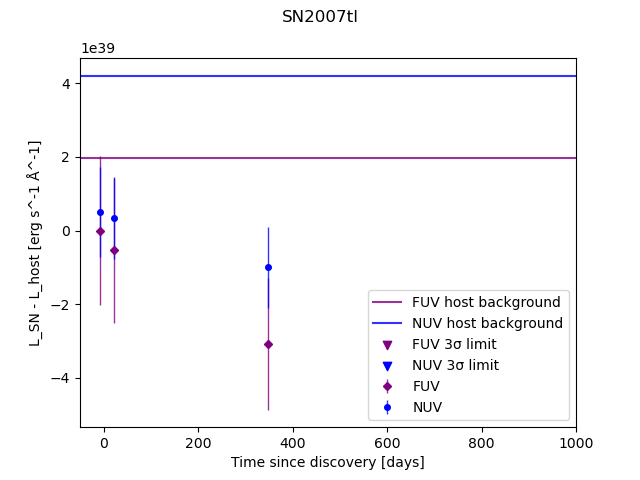 SN2007tl
1e39
L_SN - L_host [erg s^-1 Å^-1]
4
2
0
−2
−4
FUV host background
NUV host background
FUV 3σ limit
NUV 3σ limit
FUV
NUV
0 200 400 600 800 1000
Time since discovery [days]